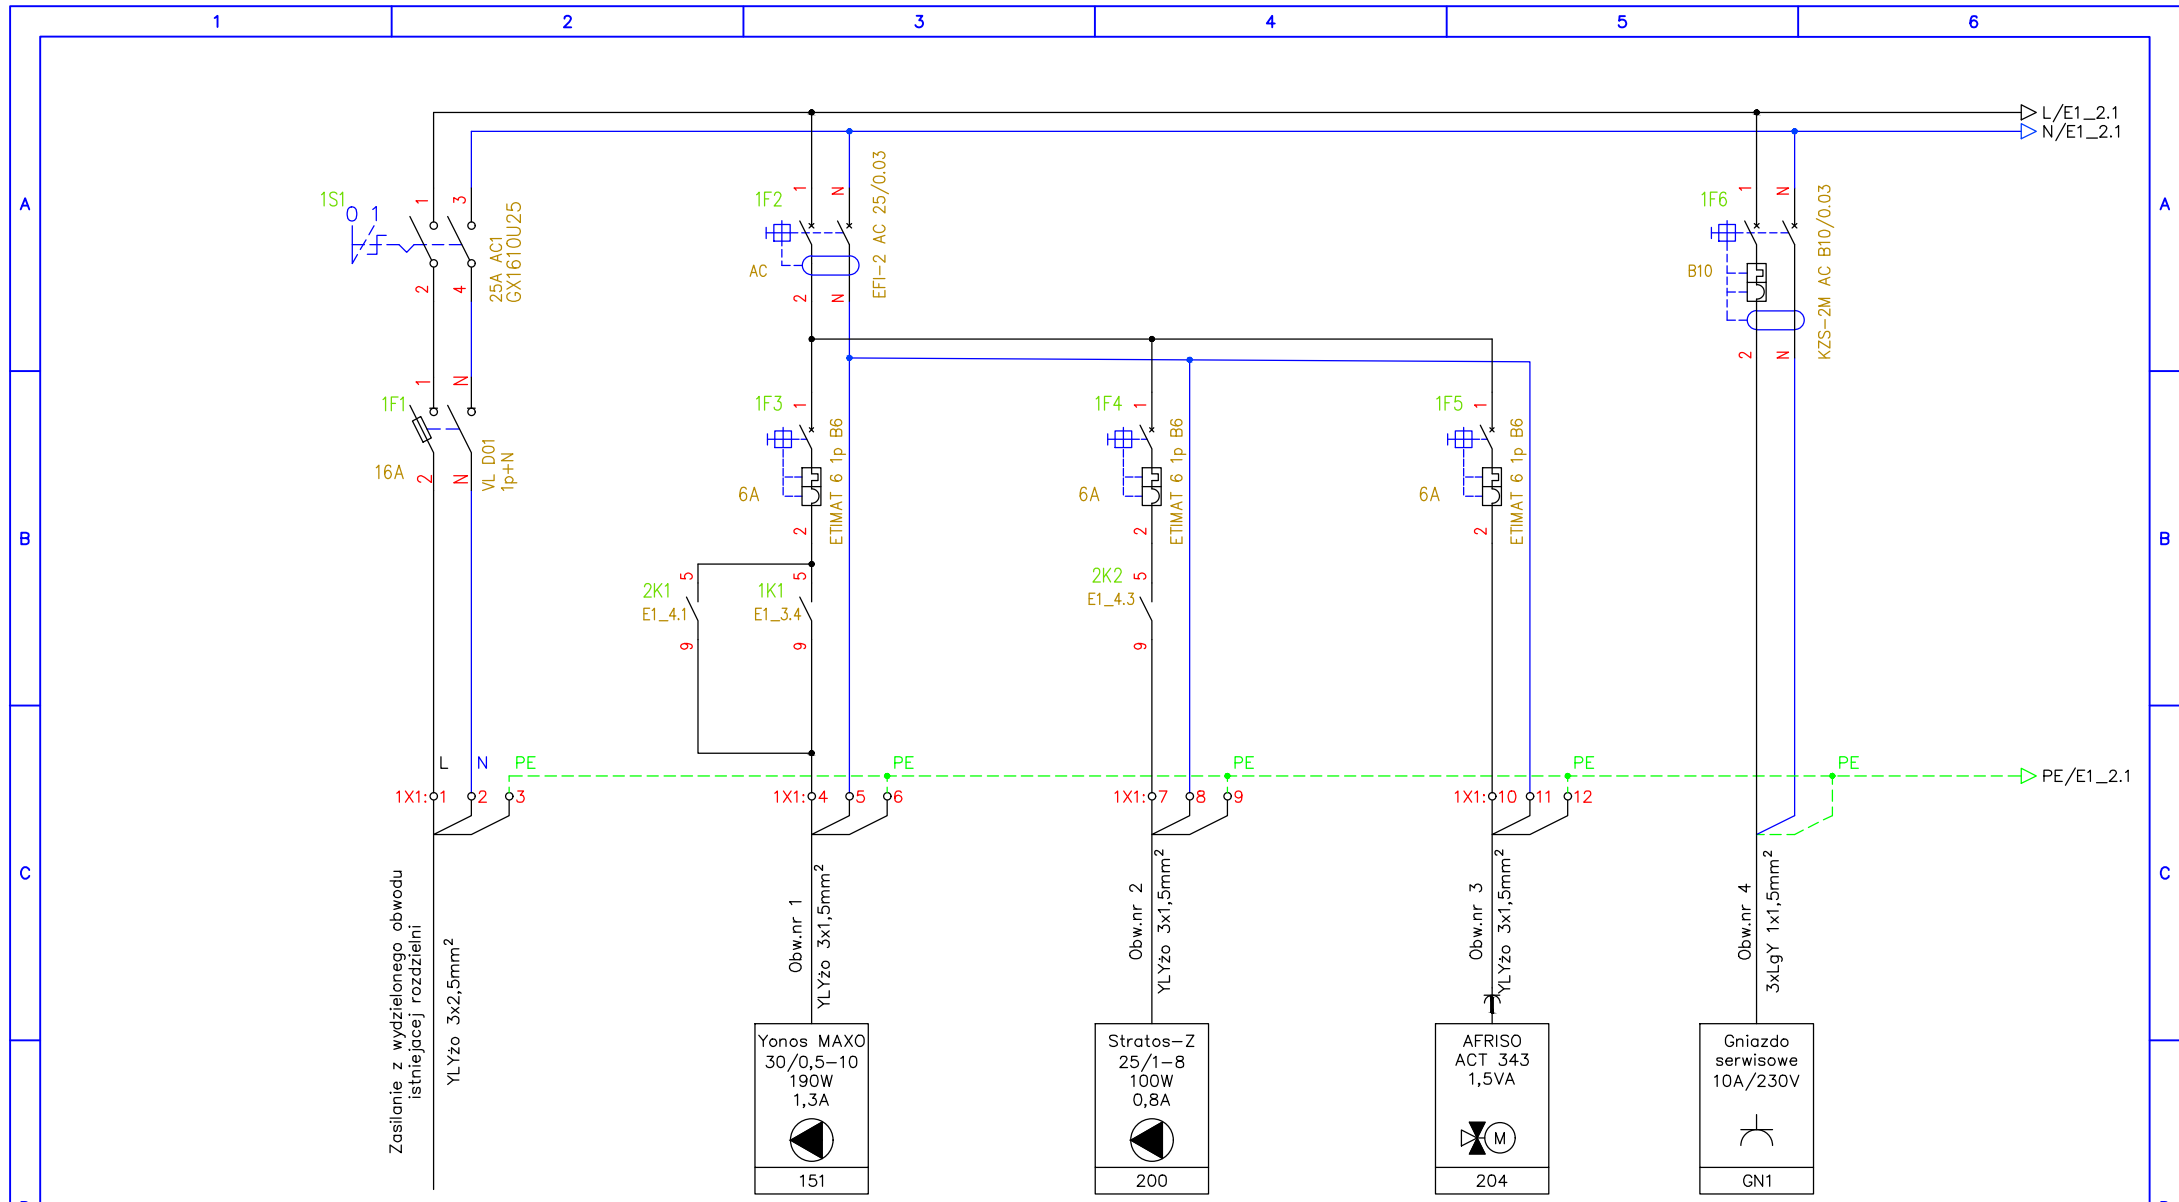 1 2 3 4 5 6
A A
B B
C C
L/E1_2.1
N/E1_2.1
PE/E1_2.1
1S1
0 1
1 3
2 4
25A AC1
GX1610U25
1F1
1 N
16A
2 N
VL D01
1p+N
1F2
1 N
AC
2 N
EFI-2 AC 25/0.03
1F6
1 N
B10
2 N
KZS-2M AC B10/0.03
1F3
1
6A
2
ETIMAT 6 1p B6
1F4
1
6A
2
ETIMAT 6 1p B6
1F5
1
6A
2
ETIMAT 6 1p B6
2K1
E1_4.1
5
9
1K1
E1_3.4
5
9
2K2
E1_4.3
5
9
L N PE PE PE PE PE
1X1: 1 2 3
1X1: 4 5 6
1X1: 7 8 9
1X1: 10 11 12
Zasilanie z wydzielonego obwodu
istniejacej rozdzielni
YLYżo 3x2,5mm²
Obw.nr 1
YLYżo 3x1,5mm²
Obw.nr 2
YLYżo 3x1,5mm²
Obw.nr 3
YLYżo 3x1,5mm²
Obw.nr 4
3xLgY 1x1,5mm²
Yonos MAXO
30/0,5-10
190W
1,3A
151
Stratos-Z
25/1-8
100W
0,8A
200
AFRISO
ACT 343
1,5VA
M
204
Gniazdo
serwisowe
10A/230V
GN1